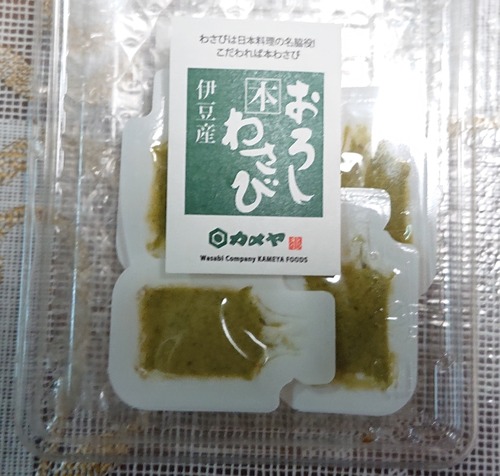 わさびは日本料理の名脇役!
こだわれば本わさび
おろし
本わさび
伊豆産
カメヤ
Wasabi Company KAMEYA FOODS